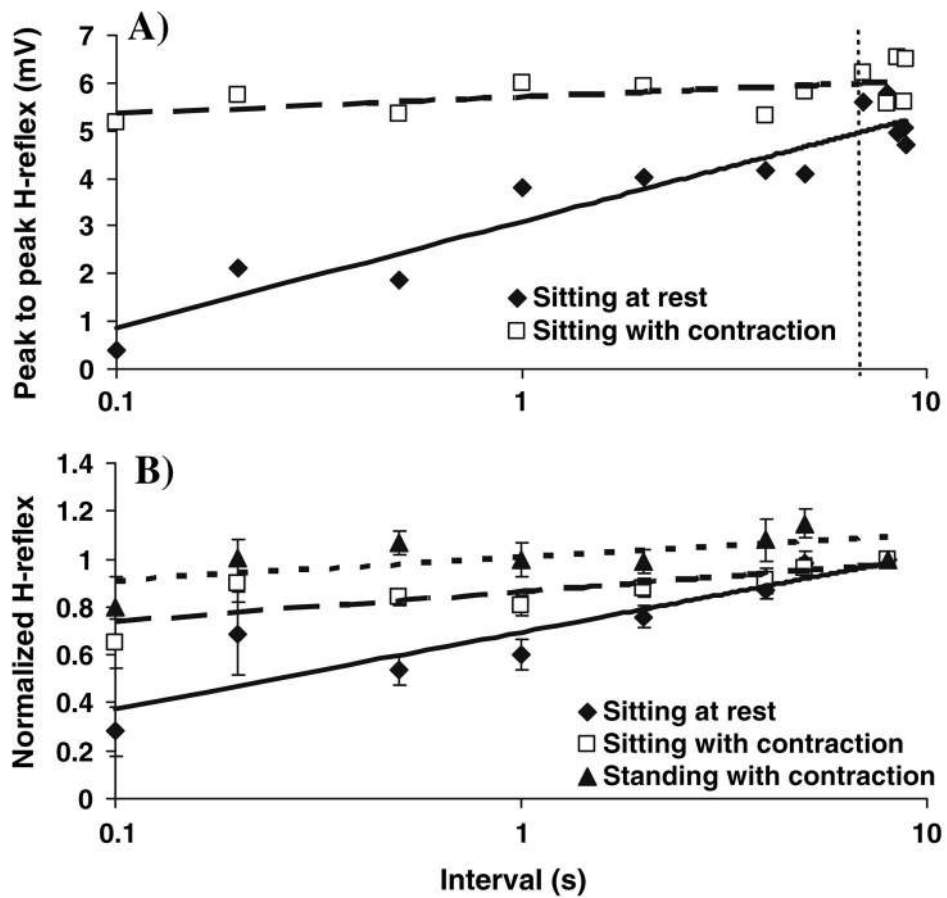 A)
Peak to peak H-reflex (mV)
7
6
5
4
3
2
1
0
0.1
1
10
Sitting at rest
Sitting with contraction
B)
Normalized H-reflex
1.4
1.2
1
0.8
0.6
0.4
0.2
0
0.1
1
10
Sitting at rest
Sitting with contraction
Standing with contraction
Interval (s)